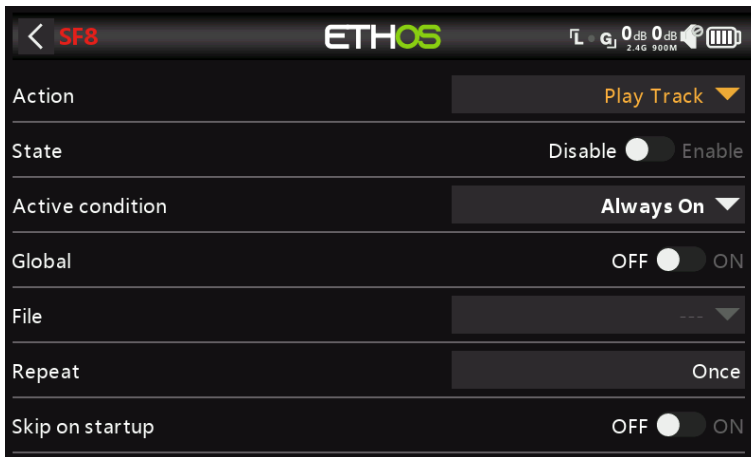 SF8 ETHOS L G 0dB 0dB
2.4G 900M
Action Play Track
State Disable Enable
Active condition Always On
Global OFF ON
File ---
Repeat Once
Skip on startup OFF ON